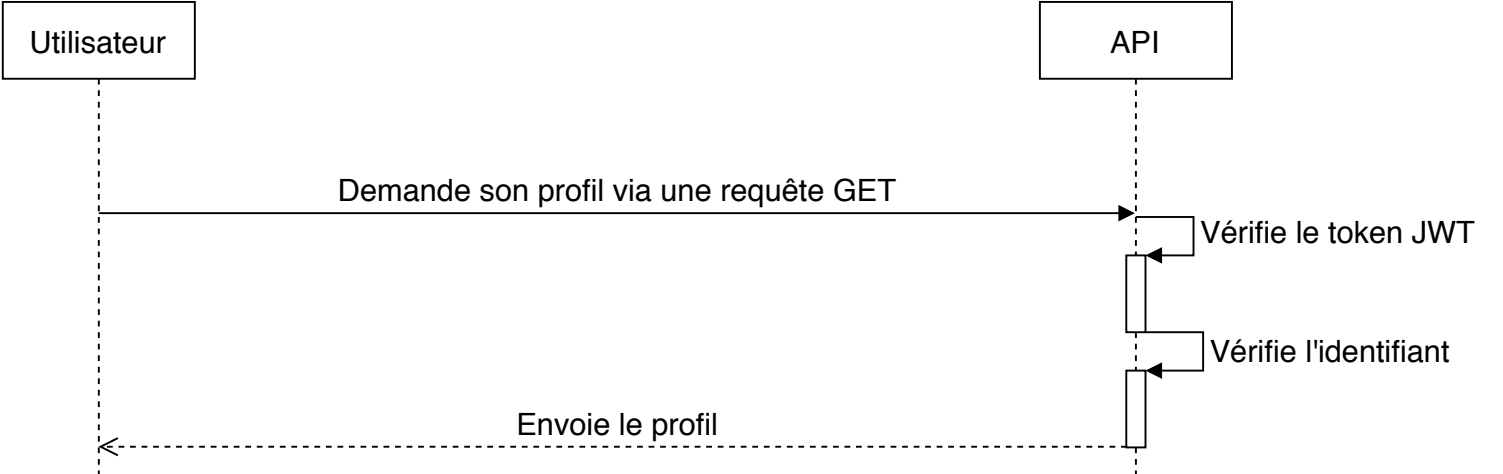 Utilisateur
API
Demande son profil via une requête GET
Vérifie le token JWT
Vérifie l'identifiant
Envoie le profil